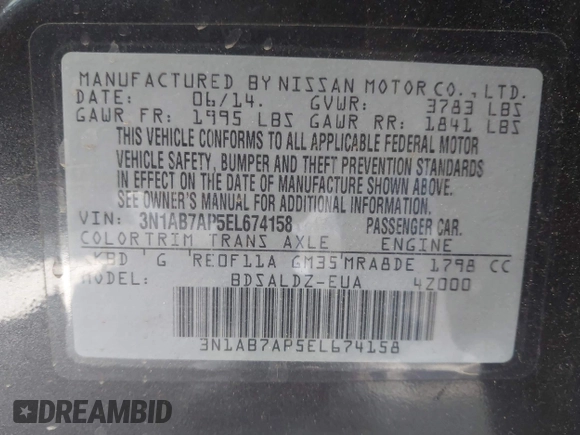 MANUFACTURED BY NISSAN MOTOR CO., LTD.
DATE: 06/14. GVWR: 3783 LBS
GAWR FR: 1995 LBS GAWR RR: 1841 LBS
THIS VEHICLE CONFORMS TO ALL APPLICABLE FEDERAL MOTOR
VEHICLE SAFETY, BUMPER AND THEFT PREVENTION STANDARDS
IN EFFECT ON THE DATE OF MANUFACTURE SHOWN ABOVE.
SEE OWNER'S MANUAL FOR ADDITIONAL INFORMATION.
VIN: 3N1AB7AP5EL674158 PASSENGER CAR.
COLOR TRIM TRANS AXLE ENGINE
KBD G RE0F11A GM35 MRA8DE 1798 CC
MODEL: BDSALDZ-EUA 4Z000
3N1AB7AP5EL674158
DREAMBID